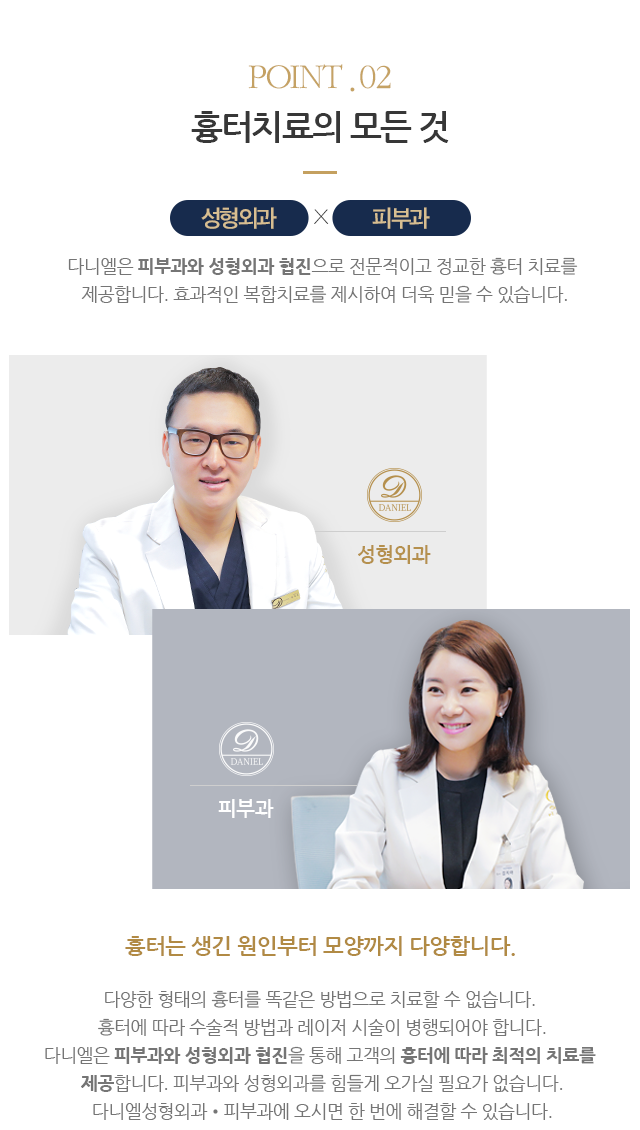 POINT .02
흉터치료의 모든 것
성형외과 X 피부과
다니엘은 피부과와 성형외과 협진으로 전문적이고 정교한 흉터 치료를
제공합니다. 효과적인 복합치료를 제시하여 더욱 믿을 수 있습니다.
D
DANIEL
성형외과
D
DANIEL
피부과
흉터는 생긴 원인부터 모양까지 다양합니다.
다양한 형태의 흉터를 똑같은 방법으로 치료할 수 없습니다.
흉터에 따라 수술적 방법과 레이저 시술이 병행되어야 합니다.
다니엘은 피부과와 성형외과 협진을 통해 고객의 흉터에 따라 최적의 치료를
제공합니다. 피부과와 성형외과를 힘들게 오가실 필요가 없습니다.
다니엘성형외과 • 피부과에 오시면 한 번에 해결할 수 있습니다.